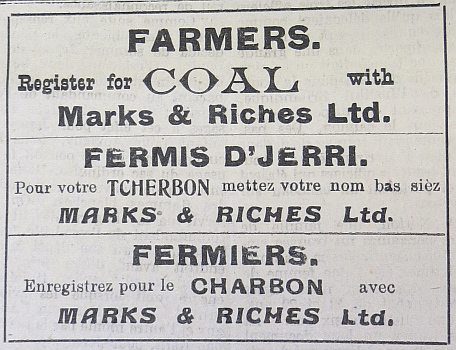 FARMERS.
Register for COAL with
Marks & Riches Ltd.
FERMIS D'JERRI.
Pour votre TCHERBON mettez votre nom bas sièz
MARKS & RICHES Ltd.
FERMIERS.
Enregistrez pour le CHARBON avec
MARKS & RICHES Ltd.